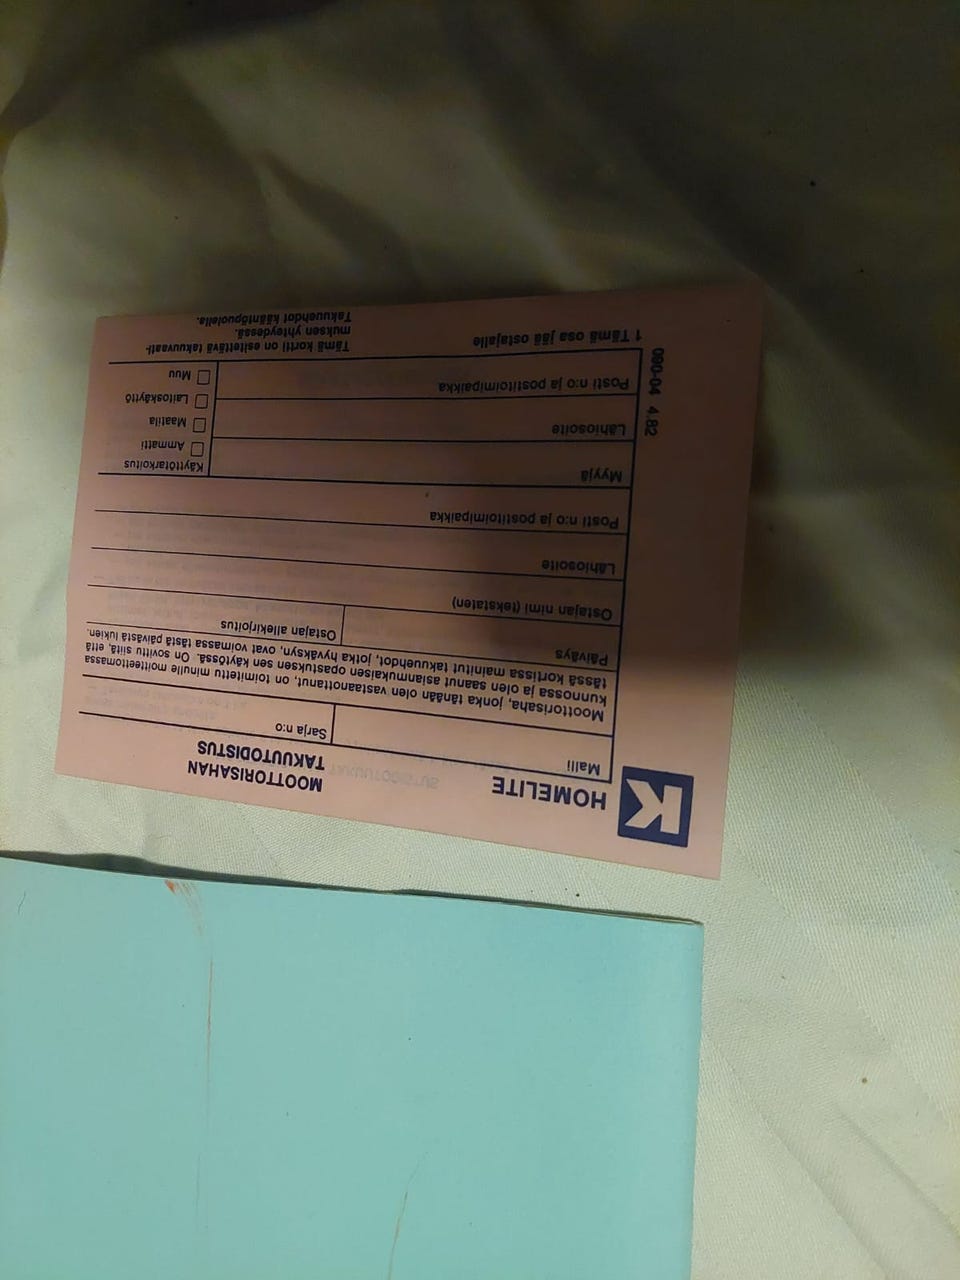 K
HOMELITE
MOOTTORISAHAN
TAKUUTODISTUS
Malli
Sarja n:o
Moottorisaha, jonka tänään olen vastaanottanut, on toimitettu minulle moitteettomassa
kunnossa ja olen saanut asianmukaisen opastuksen sen käytössä. On sovittu siitä, että
tässä kortissa mainitut takuuehdot, jotka hyväksyn, ovat voimassa tästä päivästä lukien.
Päiväys
Ostajan allekirjoitus
Ostajan nimi (tekstaten)
Lähiosoite
Posti n:o ja postitoimipaikka
Myyjä
Lähiosoite
Posti n:o ja postitoimipaikka
Käyttötarkoitus
Ammatti
Maatila
Laitoskäyttö
Muu
090-04 4.82
1 Tämä osa jää ostajalle
Tämä kortti on esitettävä takuuvaati-
muksen yhteydessä.
Takuuehdot kääntöpuolella.